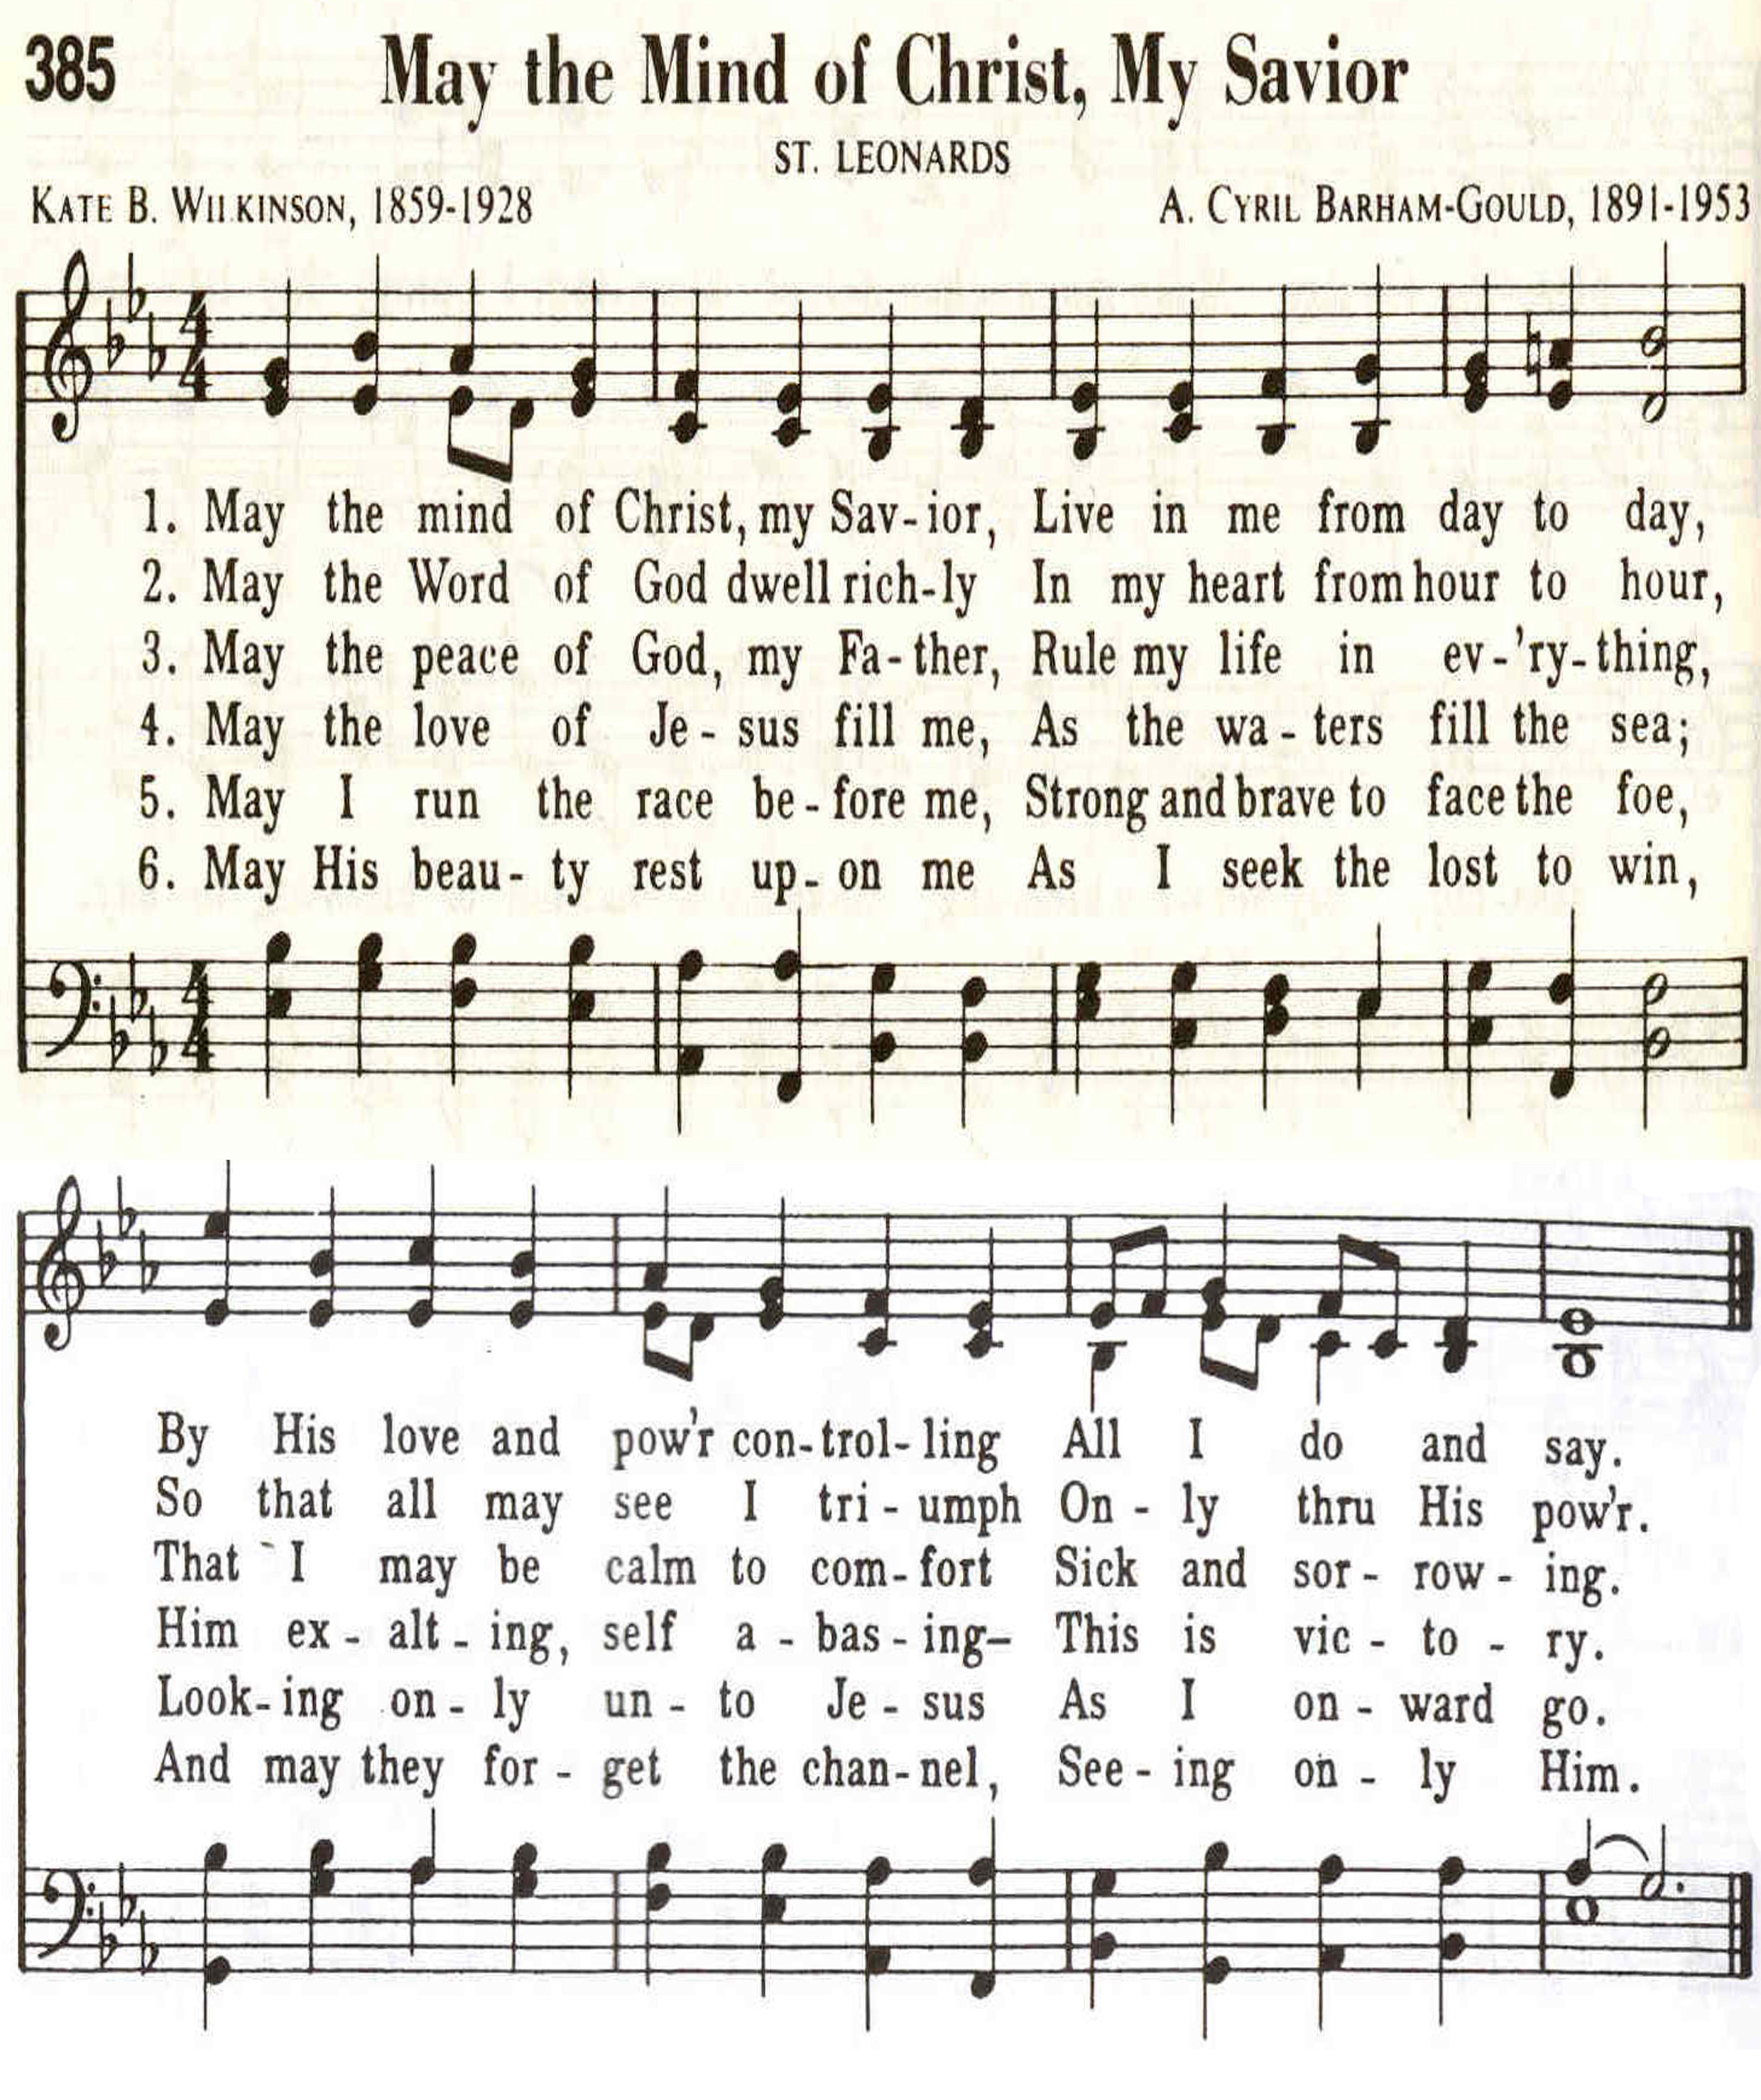 385 May the Mind of Christ, My Savior
ST. LEONARDS
KATE B. WILKINSON, 1859-1928 A. CYRIL BARHAM-GOULD, 1891-1953
4
4
1. May the mind of Christ, my Sav-ior, Live in me from day to day,
2. May the Word of God dwell rich-ly In my heart from hour to hour,
3. May the peace of God, my Fa-ther, Rule my life in ev-'ry-thing,
4. May the love of Je-sus fill me, As the wa-ters fill the sea;
5. May I run the race be-fore me, Strong and brave to face the foe,
6. May His beau-ty rest up-on me As I seek the lost to win,
4
4
By His love and pow'r con-trol-ling All I do and say.
So that all may see I tri-umph On-ly thru His pow'r.
That I may be calm to com-fort Sick and sor-row-ing.
Him ex-alt-ing, self a-bas-ing– This is vic-to-ry.
Look-ing on-ly un-to Je-sus As I on-ward go.
And may they for-get the chan-nel, See-ing on-ly Him.